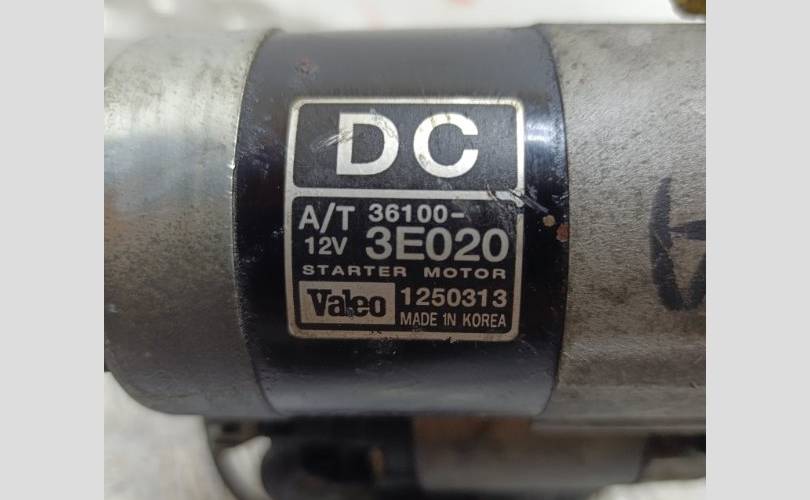 DC
A/T 36100-
12V 3E020
STARTER MOTOR
Valeo 1250313
MADE IN KOREA